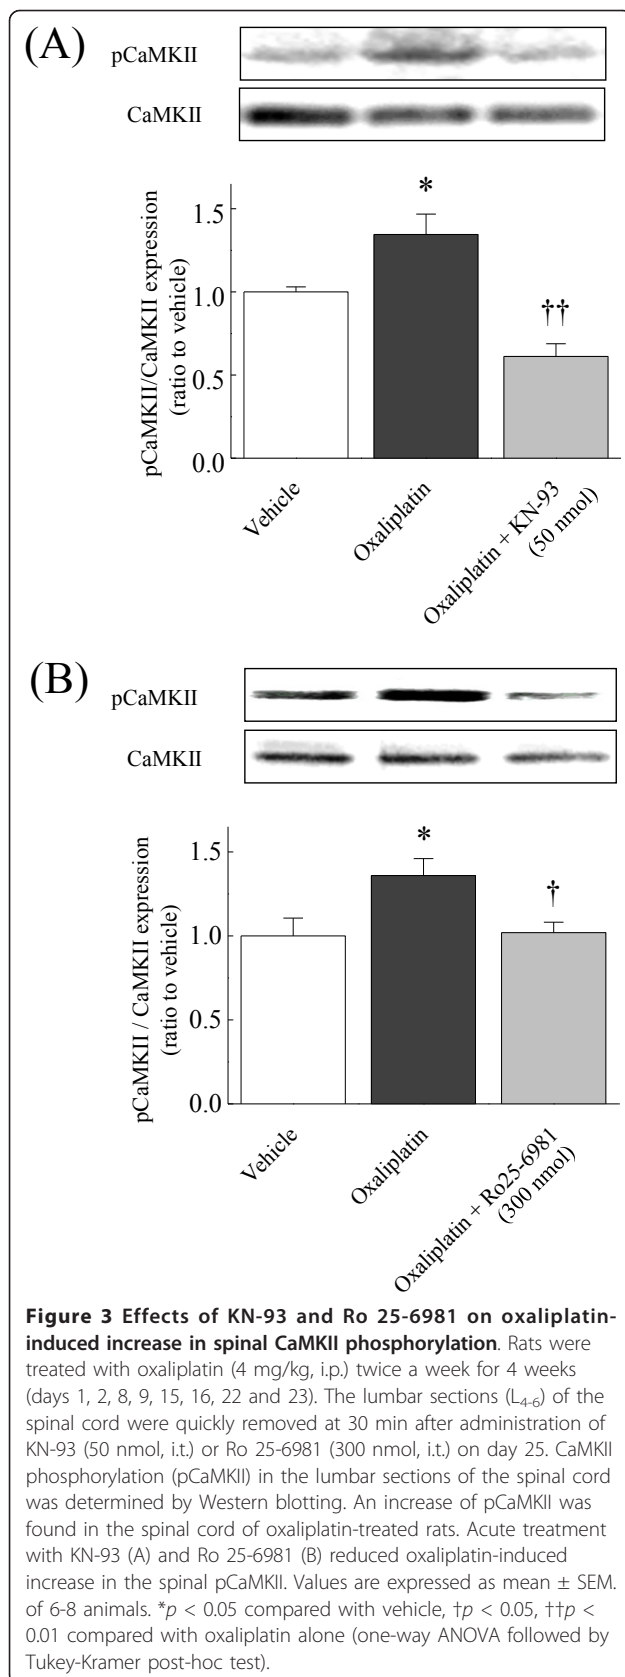 (A)
pCaMKII
CaMKII
pCaMKII/CaMKII expression
(ratio to vehicle)
1.5
1.0
0.5
0.0
*
††
Vehicle
Oxaliplatin
Oxaliplatin + KN-93
(50 nmol)
(B)
pCaMKII
CaMKII
pCaMKII / CaMKII expression
(ratio to vehicle)
1.5
1.0
0.5
0.0
*
†
Vehicle
Oxaliplatin
Oxaliplatin + Ro25-6981
(300 nmol)
Figure 3 Effects of KN-93 and Ro 25-6981 on oxaliplatin-
induced increase in spinal CaMKII phosphorylation. Rats were
treated with oxaliplatin (4 mg/kg, i.p.) twice a week for 4 weeks
(days 1, 2, 8, 9, 15, 16, 22 and 23). The lumbar sections (L4-6) of the
spinal cord were quickly removed at 30 min after administration of
KN-93 (50 nmol, i.t.) or Ro 25-6981 (300 nmol, i.t.) on day 25. CaMKII
phosphorylation (pCaMKII) in the lumbar sections of the spinal cord
was determined by Western blotting. An increase of pCaMKII was
found in the spinal cord of oxaliplatin-treated rats. Acute treatment
with KN-93 (A) and Ro 25-6981 (B) reduced oxaliplatin-induced
increase in the spinal pCaMKII. Values are expressed as mean ± SEM.
of 6-8 animals. *p < 0.05 compared with vehicle, †p < 0.05, ††p <
0.01 compared with oxaliplatin alone (one-way ANOVA followed by
Tukey-Kramer post-hoc test).